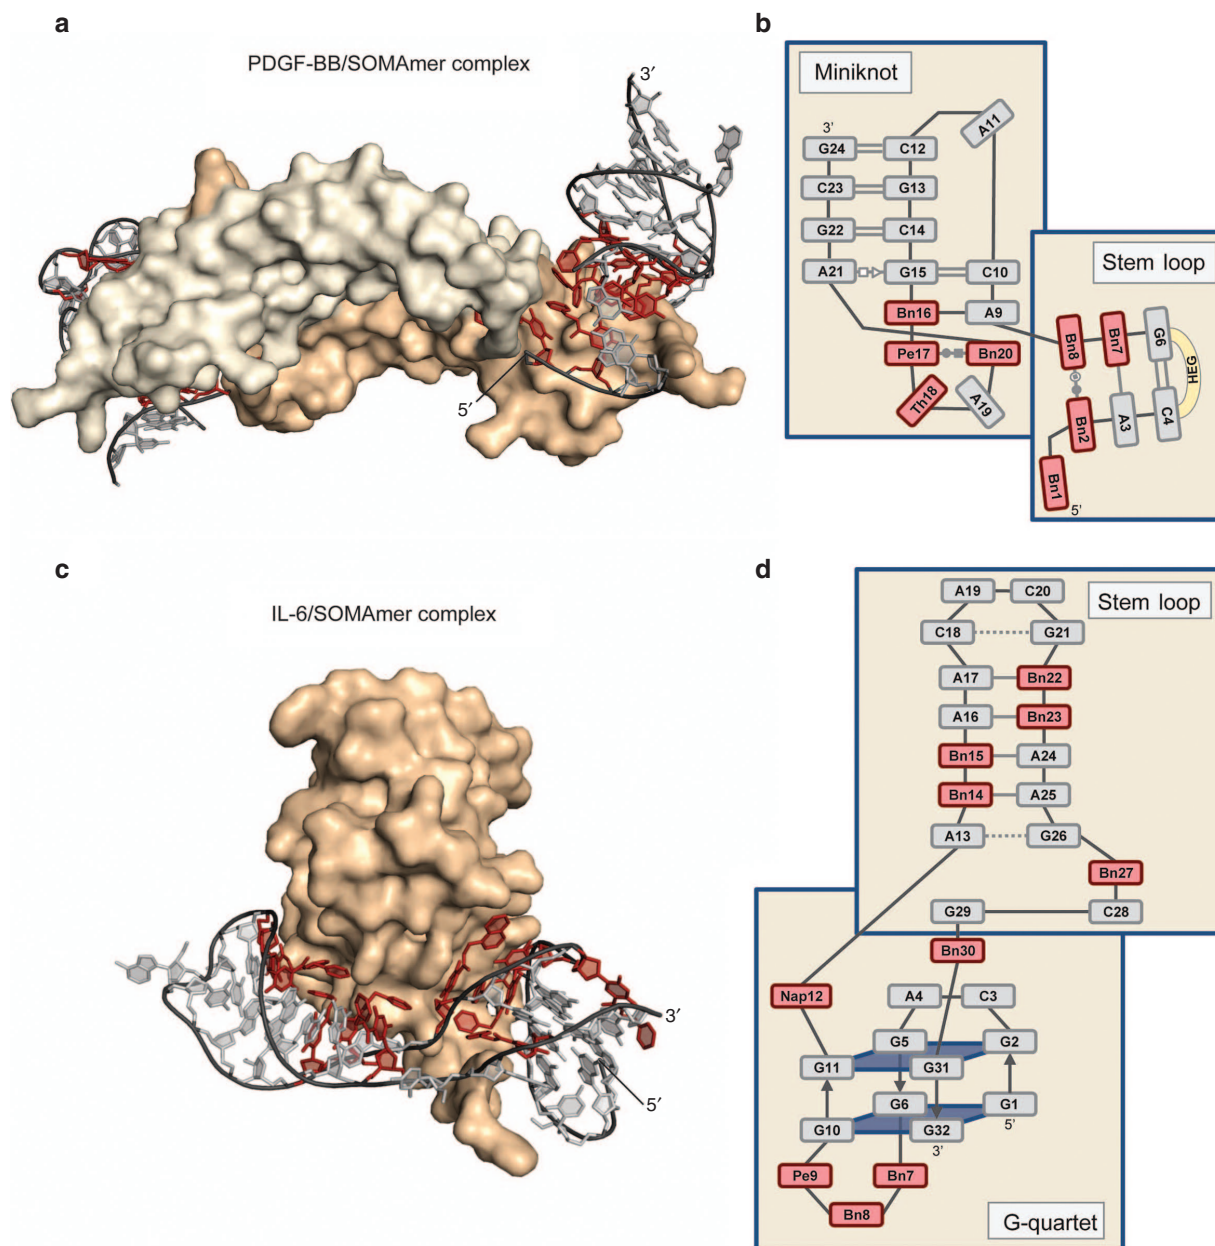 a
PDGF-BB/SOMAmer complex
3′
5′
b
Miniknot
3'
G24
C12
A11
C23
G13
G22
C14
A21
G15
C10
Bn16
A9
Pe17
Bn20
Th18
A19
Stem loop
Bn8
Bn7
G6
HEG
Bn2
A3
C4
Bn1
5'
c
IL-6/SOMAmer complex
3′
5′
d
Stem loop
A19
C20
C18
G21
A17
Bn22
A16
Bn23
Bn15
A24
Bn14
A25
A13
G26
Bn27
G29
C28
Bn30
Nap12
A4
C3
G5
G2
G11
G31
G6
G1
G10
G32
5'
3'
Pe9
Bn7
Bn8
G-quartet